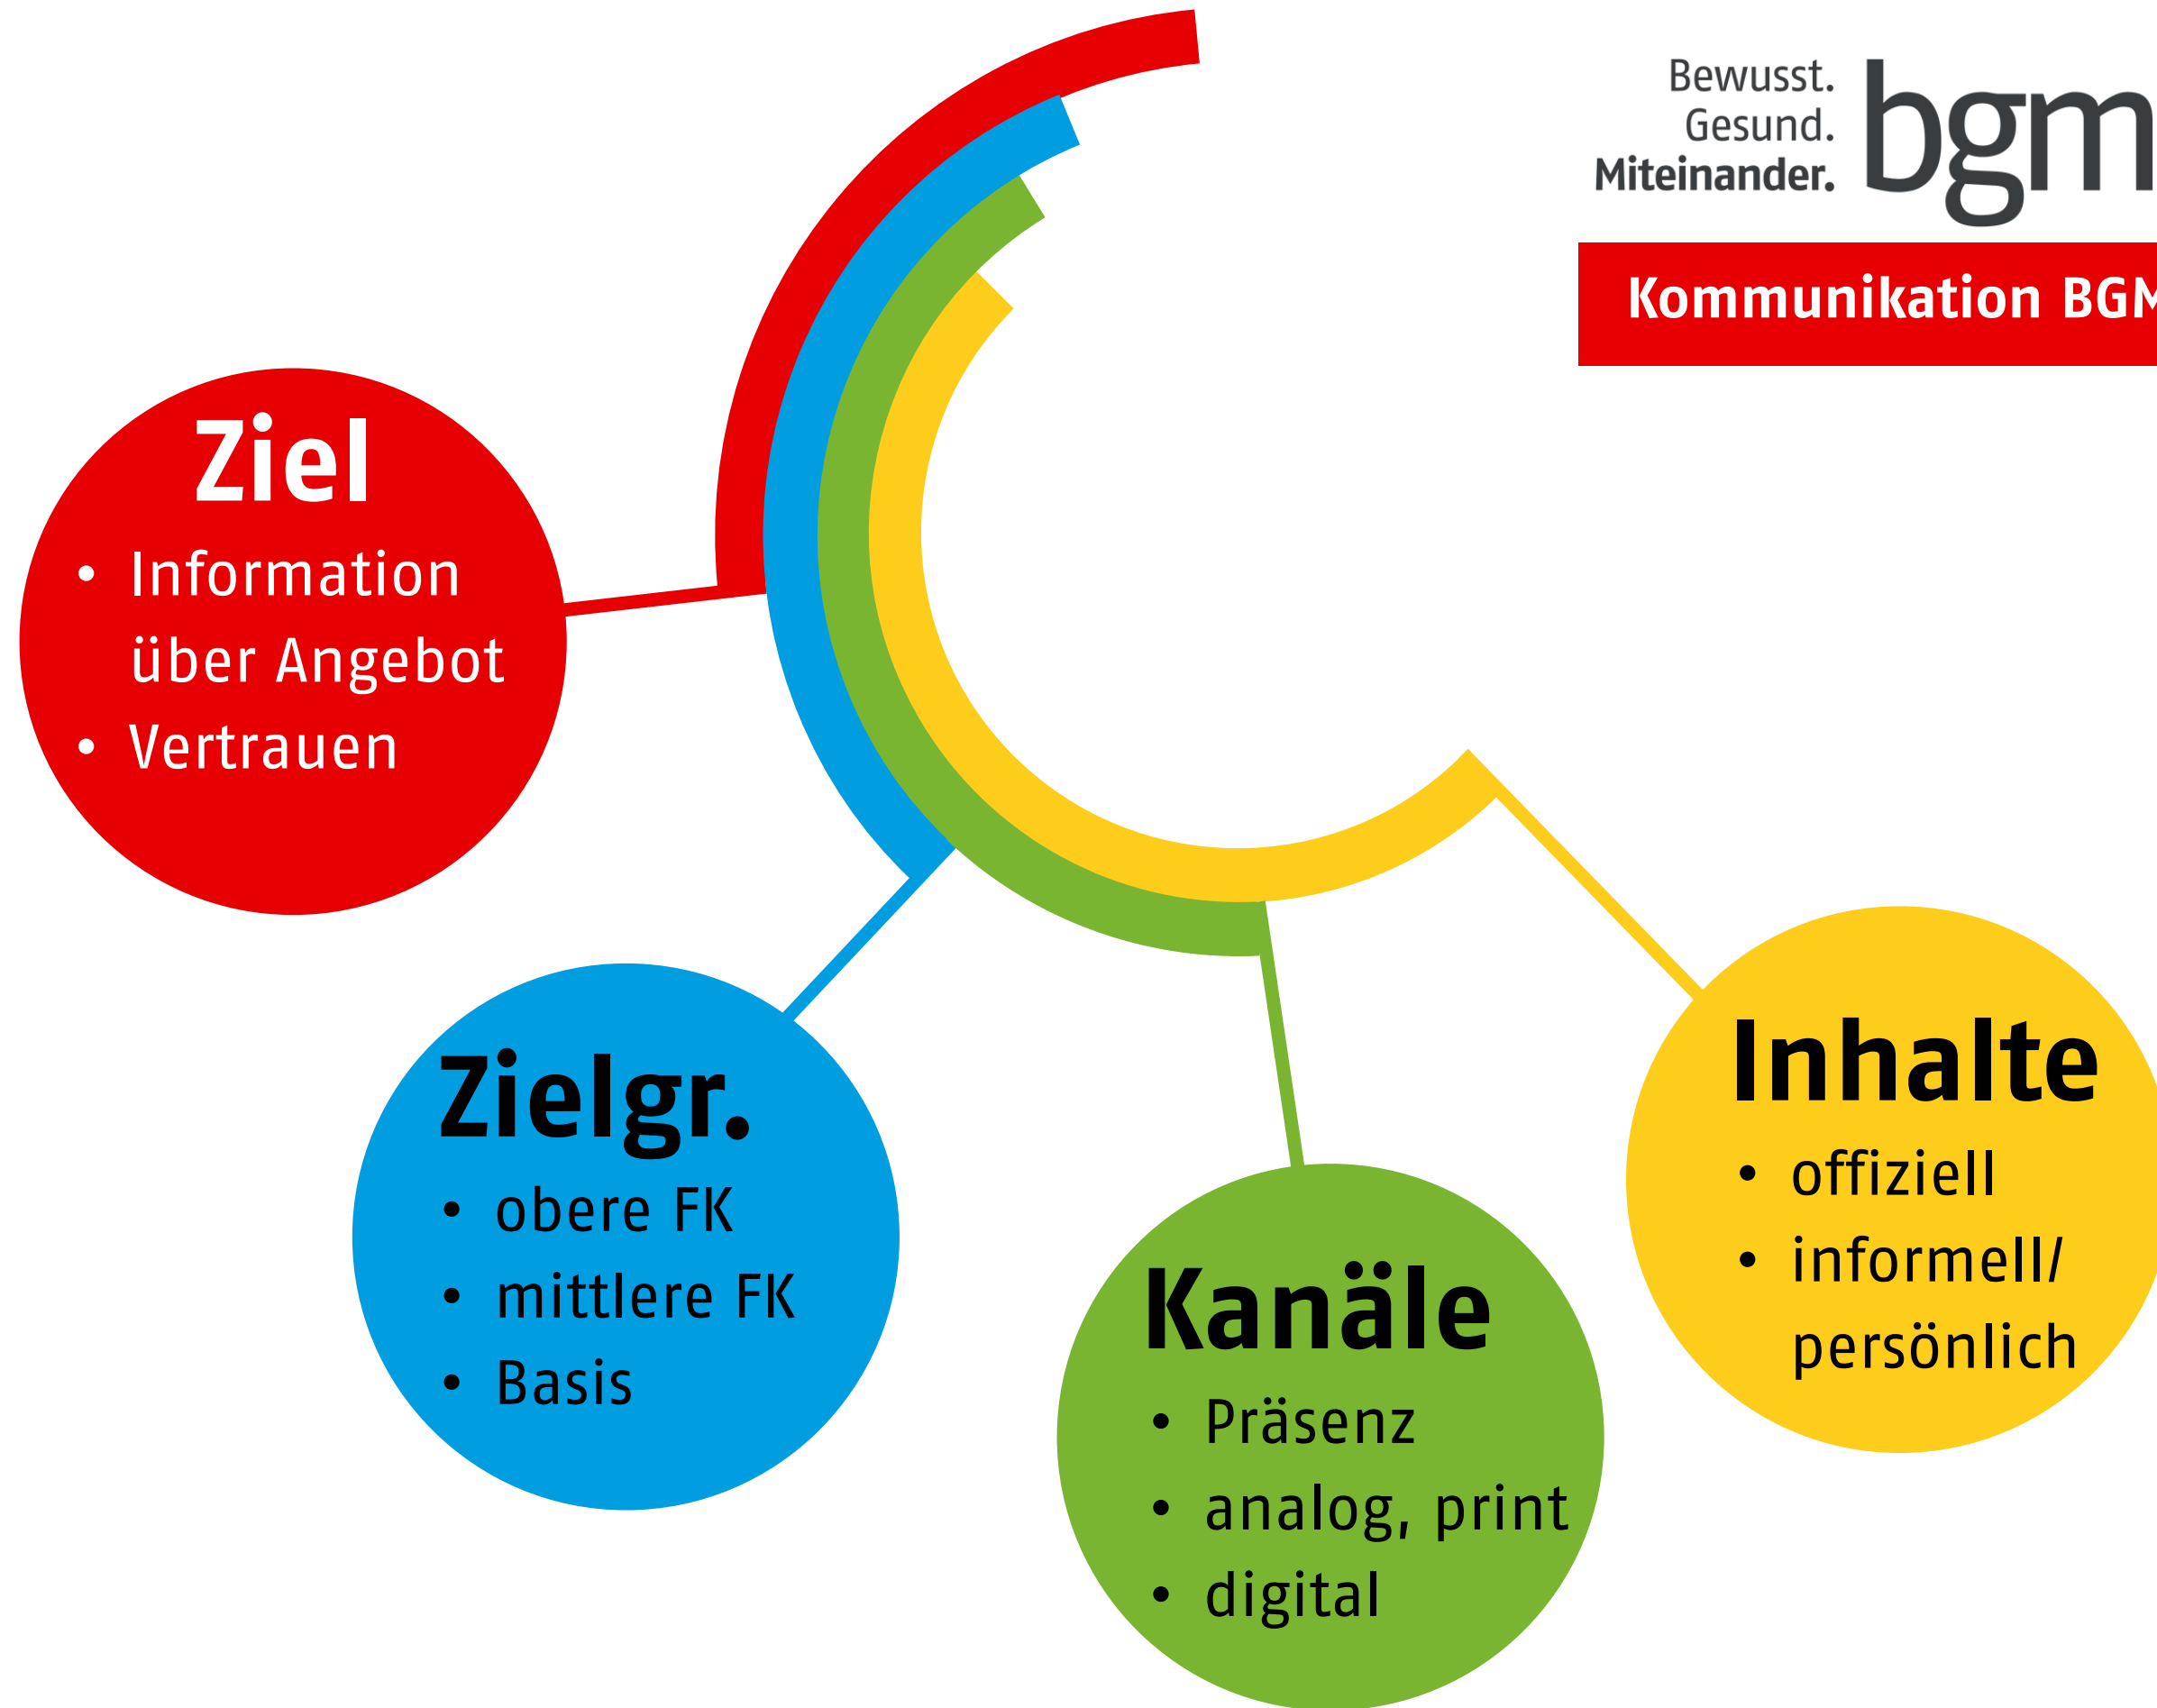 Bewusst.
Gesund.
Miteinander.
bgm
Kommunikation BGM
Ziel
• Information
über Angebot
• Vertrauen
Zielgr.
• obere FK
• mittlere FK
• Basis
Kanäle
• Präsenz
• analog, print
• digital
Inhalte
• offiziell
• informell/
persönlich